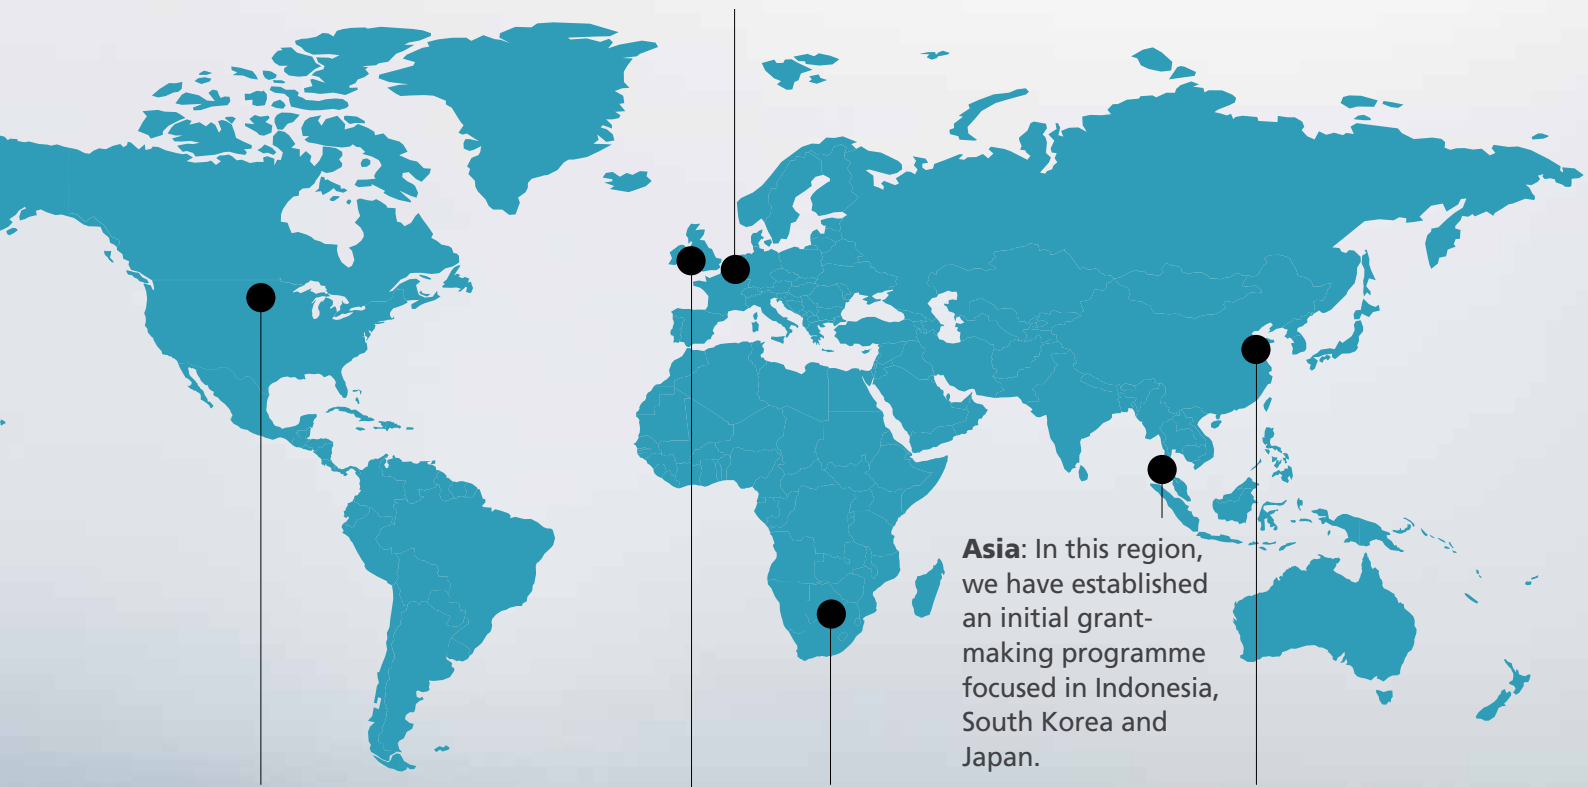 Asia: In this region,
we have established
an initial grant-
making programme
focused in Indonesia,
South Korea and
Japan.